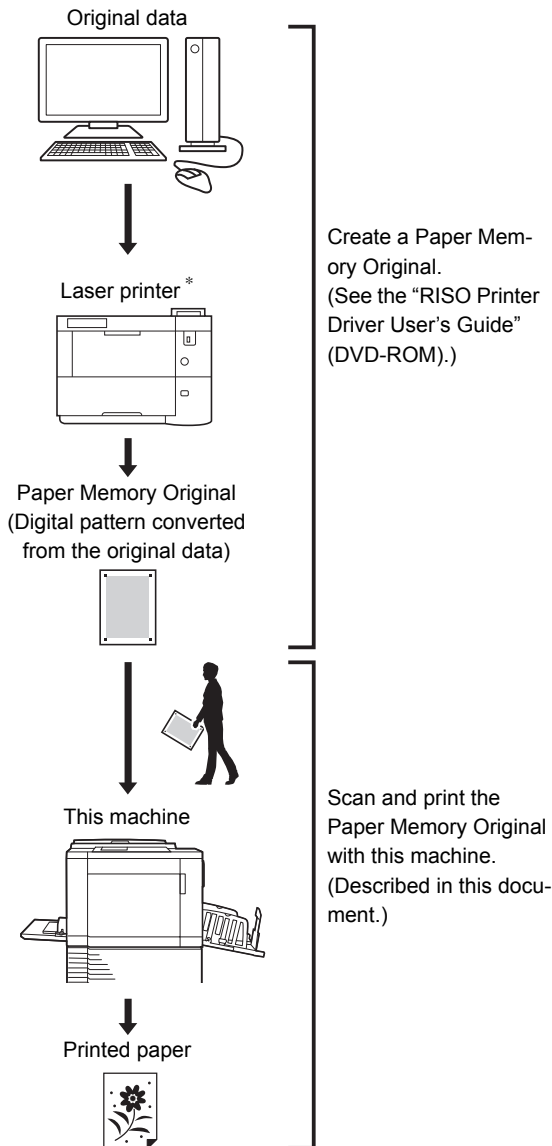 Original data
Laser printer *
Paper Memory Original
(Digital pattern converted
from the original data)
Create a Paper Mem-
ory Original.
(See the “RISO Printer
Driver User's Guide”
(DVD-ROM).)
This machine
Printed paper
Scan and print the
Paper Memory Original
with this machine.
(Described in this docu-
ment.)